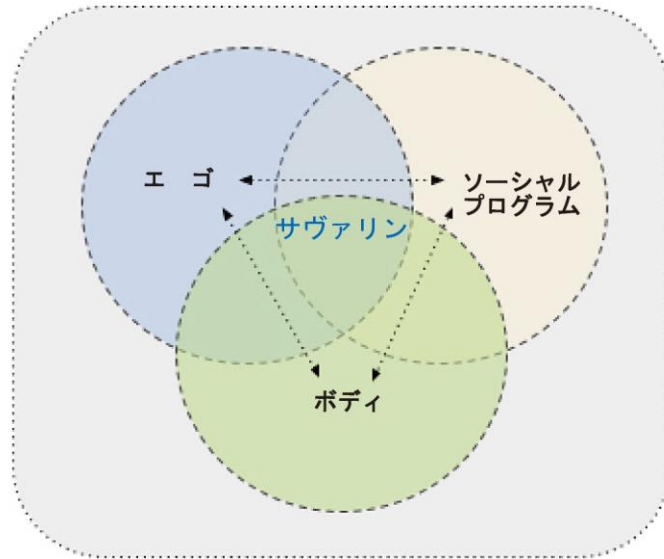 エ　ゴ
ソーシャル
プログラム
サヴァリン
ボディ